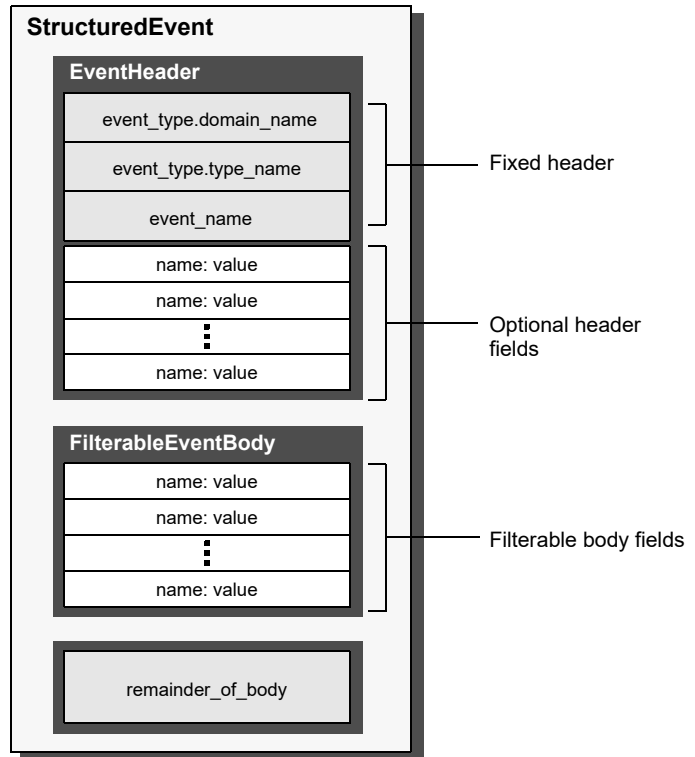 StructuredEvent
EventHeader
event_type.domain_name
event_type.type_name
event_name
Fixed header
name: value
name: value
name: value
Optional header
fields
FilterableEventBody
name: value
name: value
name: value
Filterable body fields
remainder_of_body